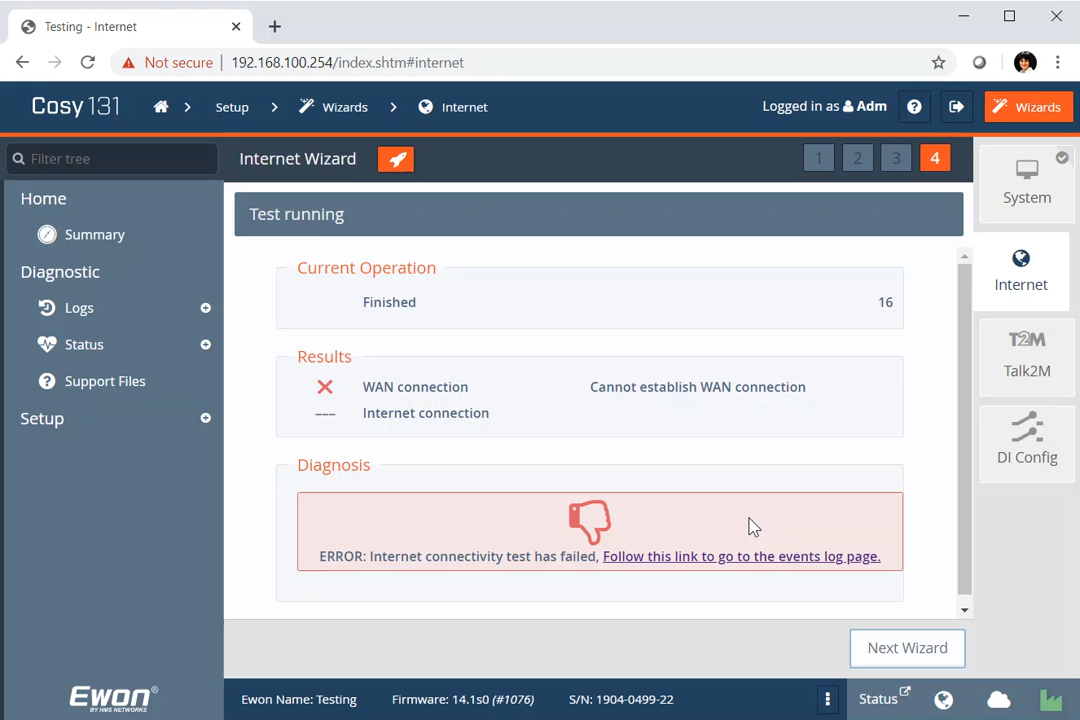 Testing - Internet
Not secure | 192.168.100.254/index.shtm#internet
Cosy 131
Setup
Wizards
Internet
Logged in as Adm
Wizards
Filter tree
Internet Wizard
1 2 3 4
System
Home
Summary
Diagnostic
Logs
Status
Support Files
Setup
Test running
Current Operation
Finished 16
Results
WAN connection Cannot establish WAN connection
Internet connection
Diagnosis
ERROR: Internet connectivity test has failed, Follow this link to go to the events log page.
Internet
T2M
Talk2M
DI Config
Next Wizard
Ewon®
BY HMS NETWORKS
Ewon Name: Testing Firmware: 14.1s0 (#1076) S/N: 1904-0499-22
Status